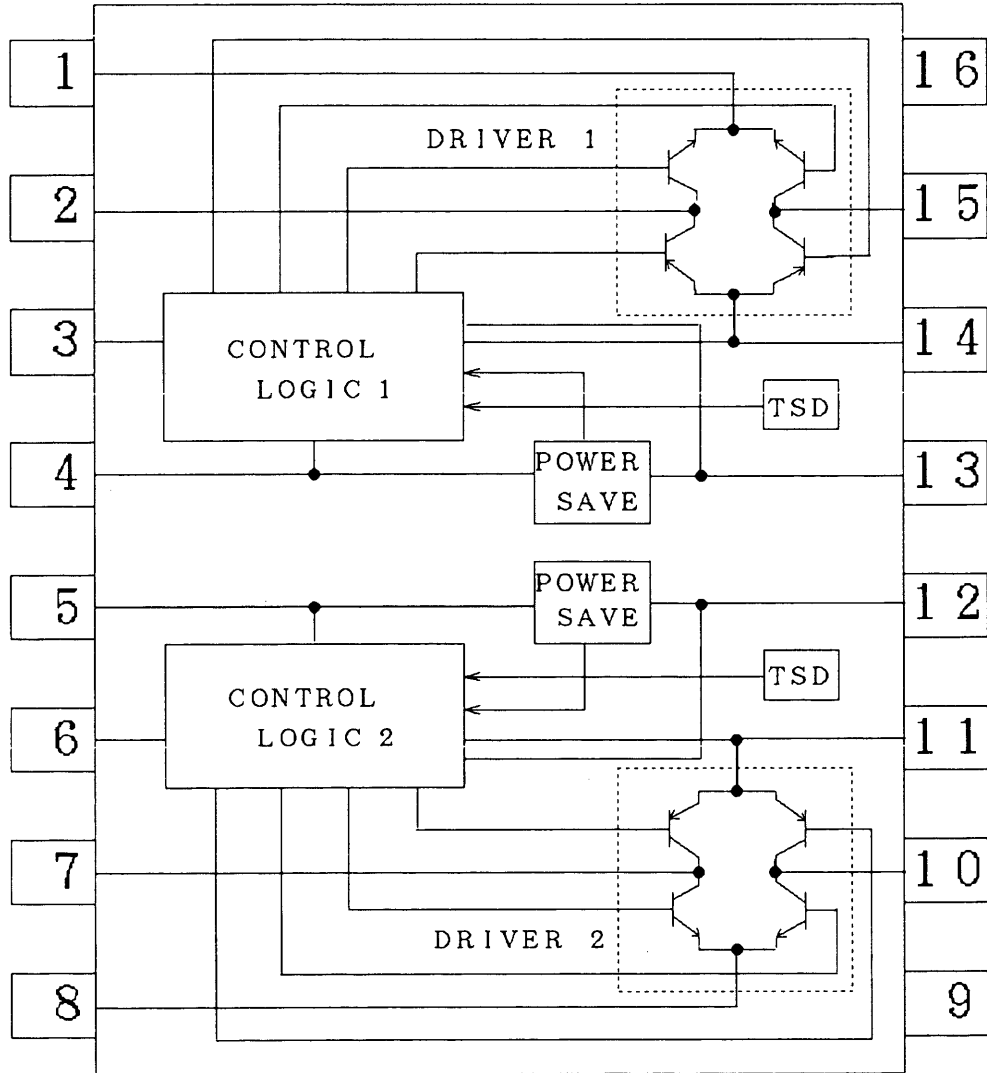 1
16
DRIVER 1
2
15
3
CONTROL
LOGIC 1
14
TSD
4
POWER
SAVE
13
5
POWER
SAVE
12
TSD
6
CONTROL
LOGIC 2
11
7
10
DRIVER 2
8
9